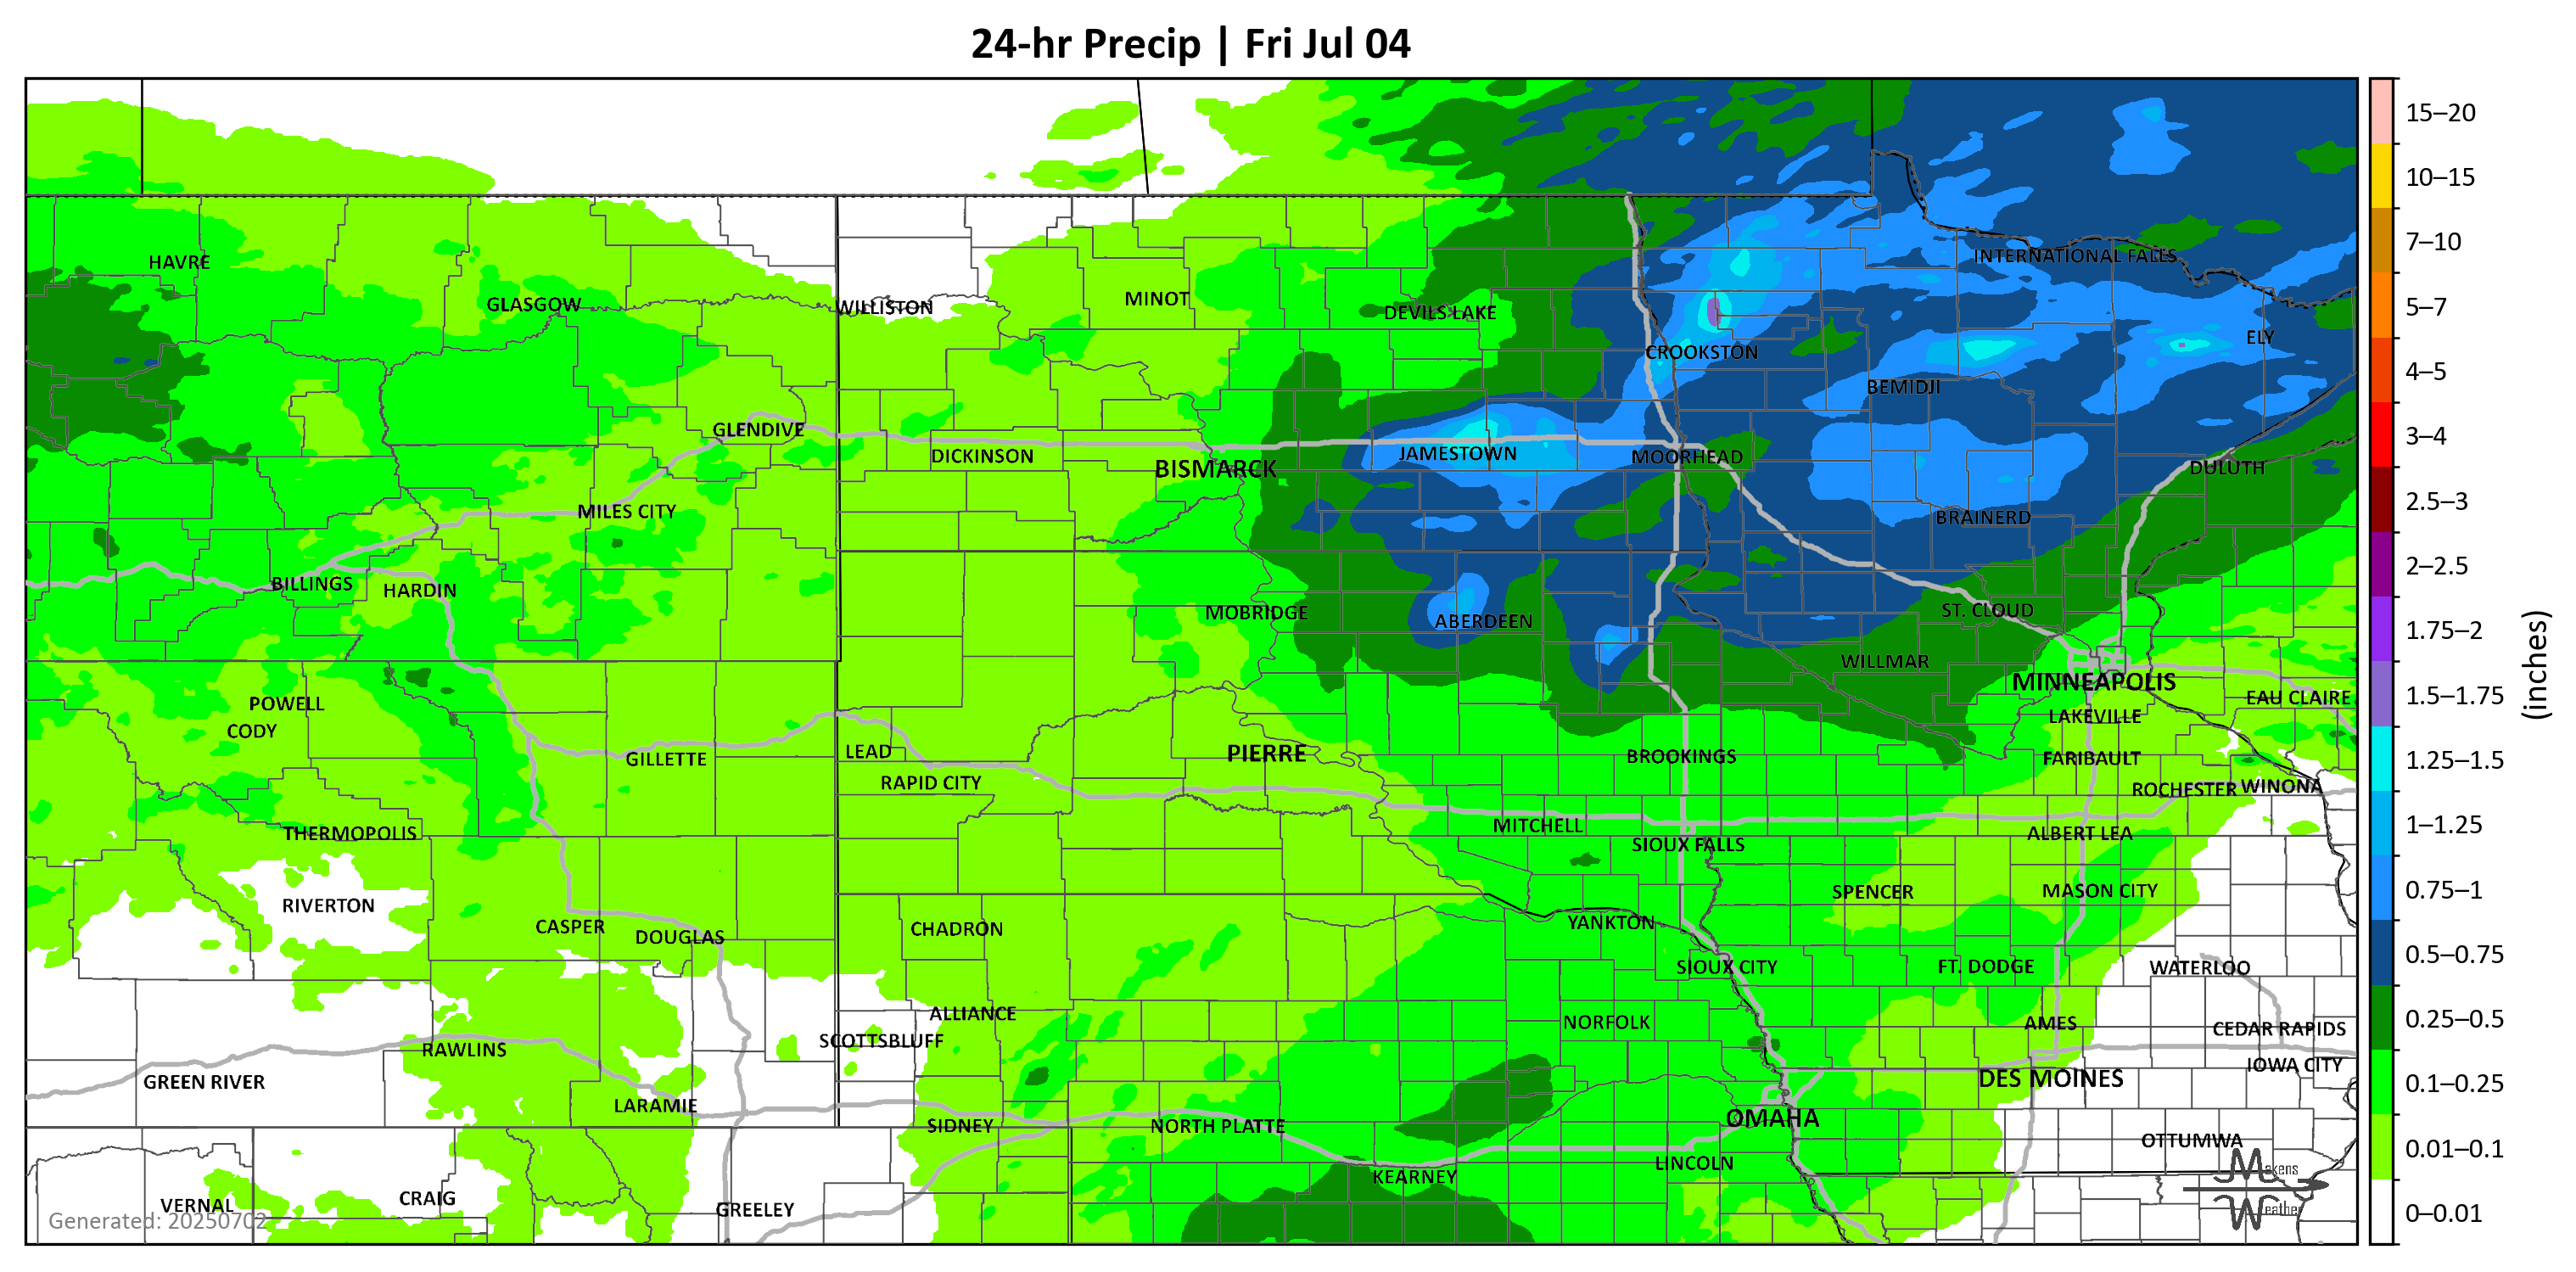 24-hr Precip | Fri Jul 04
HAVRE
GLASGOW
WILLISTON
MINOT
DEVILS LAKE
INTERNATIONAL FALLS
ELY
CROOKSTON
BEMIDJI
GLENDIVE
DICKINSON
BISMARCK
JAMESTOWN
MOORHEAD
DULUTH
MILES CITY
BRAINERD
BILLINGS
HARDIN
MOBRIDGE
ABERDEEN
ST. CLOUD
WILLMAR
MINNEAPOLIS
EAU CLAIRE
POWELL
CODY
LAKEVILLE
GILLETTE
LEAD
PIERRE
BROOKINGS
FARIBAULT
RAPID CITY
ROCHESTER
WINONA
THERMOPOLIS
MITCHELL
SIOUX FALLS
ALBERT LEA
RIVERTON
SPENCER
MASON CITY
CASPER
DOUGLAS
CHADRON
YANKTON
SIOUX CITY
FT. DODGE
WATERLOO
ALLIANCE
SCOTTSBLUFF
NORFOLK
AMES
CEDAR RAPIDS
RAWLINS
IOWA CITY
GREEN RIVER
DES MOINES
LARAMIE
SIDNEY
NORTH PLATTE
OMAHA
OTTUMWA
KEARNEY
LINCOLN
VERNAL
CRAIG
GREELEY
Generated: 20250702
Makens
Weather
15–20
10–15
7–10
5–7
4–5
3–4
2.5–3
2–2.5
1.75–2
1.5–1.75
1.25–1.5
1–1.25
0.75–1
0.5–0.75
0.25–0.5
0.1–0.25
0.01–0.1
0–0.01
(inches)